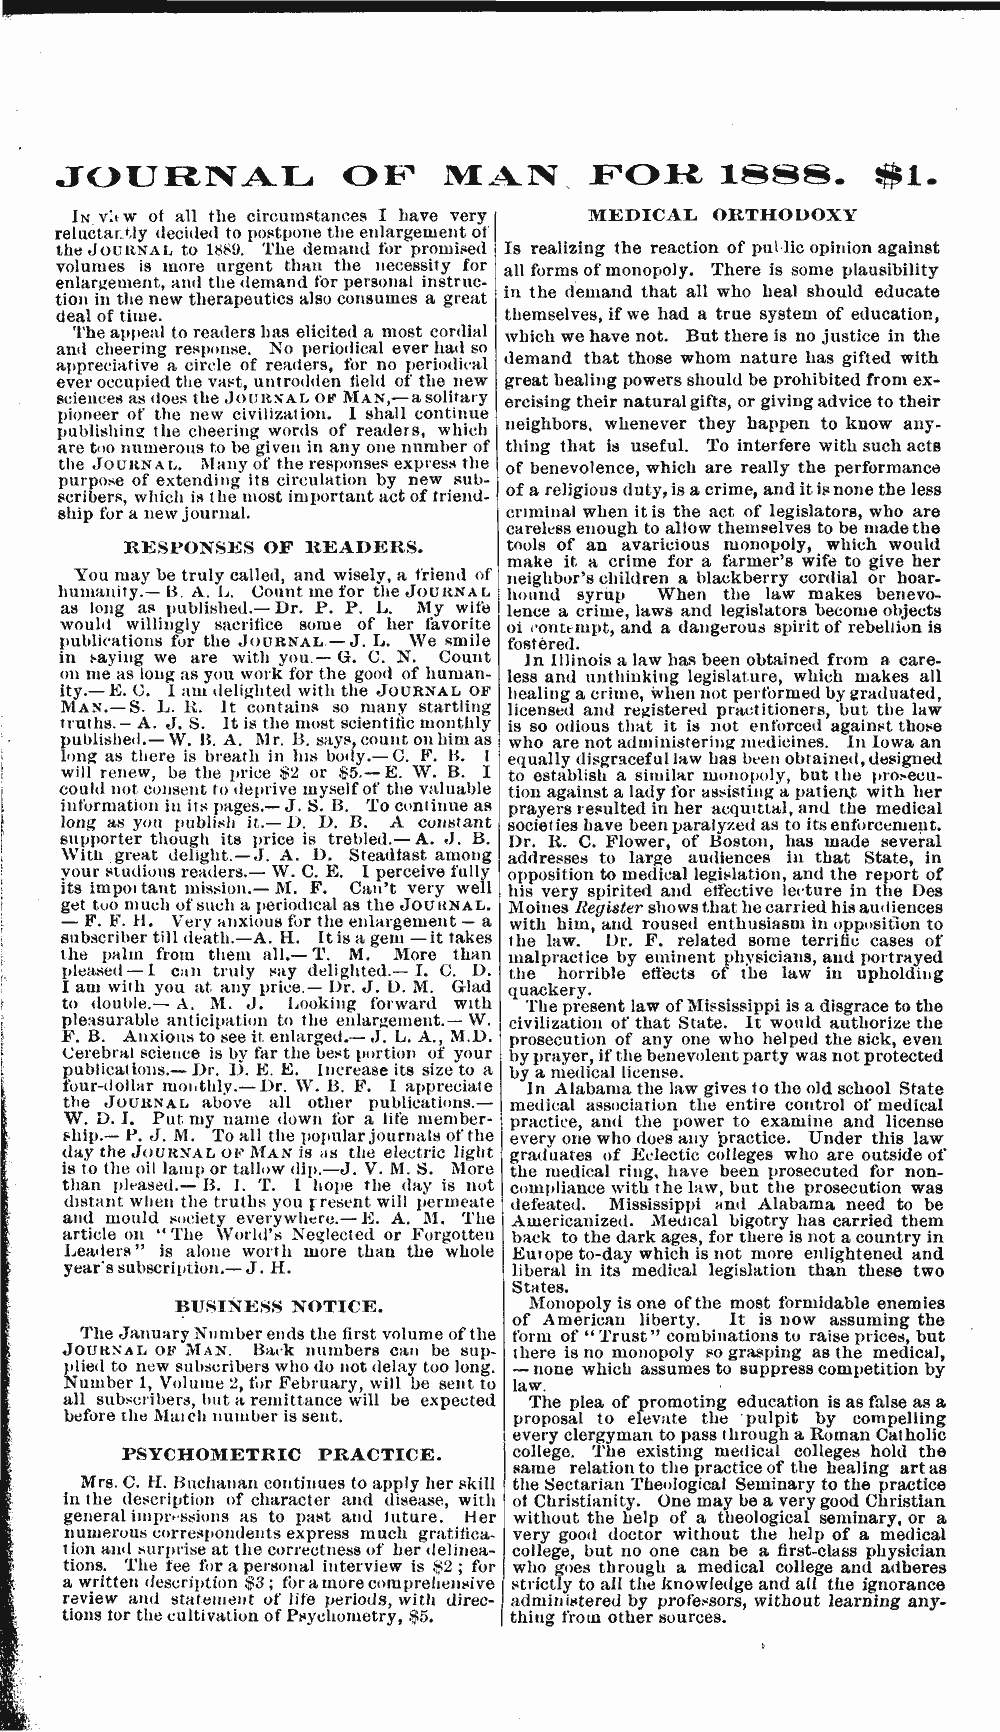 JOURNAL OF MAN FOR 1888. $1.
IN view of all the circumstances I have very
reluctantly decided to postpone the enlargement of
the JOURNAL to 1889. The demand for promised
volumes is more urgent than the necessity for
enlargement, and the demand for personal instruc-
tion in the new therapeutics also consumes a great
deal of time.
The appeal to readers has elicited a most cordial
and cheering response. No periodical ever had so
appreciative a circle of readers, for no periodical
ever occupied the vast, untrodden field of the new
sciences as does the JOURNAL OF MAN,—a solitary
pioneer of the new civilization. I shall continue
publishing the cheering words of readers, which
are too numerous to be given in any one number of
the JOURNAL. Many of the responses express the
purpose of extending its circulation by new sub-
scribers, which is the most important act of friend-
ship for a new journal.
RESPONSES OF READERS.
You may be truly called, and wisely, a friend of
humanity.—B. A. L. Count me for the JOURNAL
as long as published.—Dr. P. P. L. My wife
would willingly sacrifice some of her favorite
publications for the JOURNAL.—J. L. We smile
in saying we are with you.—G. C. N. Count
on me as long as you work for the good of human-
ity.—E. C. I am delighted with the JOURNAL OF
MAN.—S. L. R. It contains so many startling
truths.—A. J. S. It is the most scientific monthly
published.—W. B. A. Mr. B. says, count on him as
long as there is breath in his body.—C. F. B. I
will renew, be the price $2 or $5.—E. W. B. I
could not consent to deprive myself of the valuable
information in its pages.—J. S. B. To continue as
long as you publish it.—D. D. B. A constant
supporter though its price is trebled.—A. J. B.
With great delight.—J. A. D. Steadfast among
your studious readers.—W. C. E. I perceive fully
its important mission.—M. F. Can't very well
get too much of such a periodical as the JOURNAL.
—F. F. H. Very anxious for the enlargement—a
subscriber till death.—A. H. It is a gem—it takes
the palm from them all.—T. M. More than
pleased—I can truly say delighted.—I. C. D.
I am with you at any price.—Dr. J. D. M. Glad
to double.—A. M. J. Looking forward with
pleasurable anticipation to the enlargement.—W.
F. B. Anxious to see it enlarged.—J. L. A., M.D.
Cerebral science is by far the best portion of your
publications.—Dr. D. E. E. Increase its size to a
four-dollar monthly.—Dr. W. B. F. I appreciate
the JOURNAL above all other publications.—
W. D. I. Put my name down for a life member-
ship.—P. J. M. To all the popular journals of the
day the JOURNAL OF MAN is as the electric light
is to the oil lamp or tallow dip.—J. V. M. S. More
than pleased.—B. I. T. I hope the day is not
distant when the truths you present will permeate
and mould society everywhere.—E. A. M. The
article on "The World's Neglected or Forgotten
Leaders" is alone worth more than the whole
year's subscription.—J. H.
BUSINESS NOTICE.
The January Number ends the first volume of the
JOURNAL OF MAN. Back numbers can be sup-
plied to new subscribers who do not delay too long.
Number 1, Volume 2, for February, will be sent to
all subscribers, but a remittance will be expected
before the March number is sent.
PSYCHOMETRIC PRACTICE.
Mrs. C. H. Buchanan continues to apply her skill
in the description of character and disease, with
general impressions as to past and future. Her
numerous correspondents express much gratifica-
tion and surprise at the correctness of her delinea-
tions. The fee for a personal interview is $2; for
a written description $3; for a more comprehensive
review and statement of life periods, with direc-
tions for the cultivation of Psychometry, $5.
MEDICAL ORTHODOXY
Is realizing the reaction of public opinion against
all forms of monopoly. There is some plausibility
in the demand that all who heal should educate
themselves, if we had a true system of education,
which we have not. But there is no justice in the
demand that those whom nature has gifted with
great healing powers should be prohibited from ex-
ercising their natural gifts, or giving advice to their
neighbors, whenever they happen to know any-
thing that is useful. To interfere with such acts
of benevolence, which are really the performance
of a religious duty, is a crime, and it is none the less
criminal when it is the act of legislators, who are
careless enough to allow themselves to be made the
tools of an avaricious monopoly, which would
make it a crime for a farmer's wife to give her
neighbor's children a blackberry cordial or hoar-
hound syrup When the law makes benevo-
lence a crime, laws and legislators become objects
of contempt, and a dangerous spirit of rebellion is
fostered.
In Illinois a law has been obtained from a care-
less and unthinking legislature, which makes all
healing a crime, when not performed by graduated,
licensed and registered practitioners, but the law
is so odious that it is not enforced against those
who are not administering medicines. In Iowa an
equally disgraceful law has been obtained, designed
to establish a similar monopoly, but the prosecu-
tion against a lady for assisting a patient with her
prayers resulted in her acquittal, and the medical
societies have been paralyzed as to its enforcement.
Dr. R. C. Flower, of Boston, has made several
addresses to large audiences in that State, in
opposition to medical legislation, and the report of
his very spirited and effective lecture in the Des
Moines Register shows that he carried his audiences
with him, and roused enthusiasm in opposition to
the law. Dr. F. related some terrific cases of
malpractice by eminent physicians, and portrayed
the horrible effects of the law in upholding
quackery.
The present law of Mississippi is a disgrace to the
civilization of that State. It would authorize the
prosecution of any one who helped the sick, even
by prayer, if the benevolent party was not protected
by a medical license.
In Alabama the law gives to the old school State
medical association the entire control of medical
practice, and the power to examine and license
every one who does any practice. Under this law
graduates of Eclectic colleges who are outside of
the medical ring, have been prosecuted for non-
compliance with the law, but the prosecution was
defeated. Mississippi and Alabama need to be
Americanized. Medical bigotry has carried them
back to the dark ages, for there is not a country in
Europe to-day which is not more enlightened and
liberal in its medical legislation than these two
States.
Monopoly is one of the most formidable enemies
of American liberty. It is now assuming the
form of "Trust" combinations to raise prices, but
there is no monopoly so grasping as the medical,
—none which assumes to suppress competition by
law.
The plea of promoting education is as false as a
proposal to elevate the pulpit by compelling
every clergyman to pass through a Roman Catholic
college. The existing medical colleges hold the
same relation to the practice of the healing art as
the Sectarian Theological Seminary to the practice
of Christianity. One may be a very good Christian
without the help of a theological seminary, or a
very good doctor without the help of a medical
college, but no one can be a first-class physician
who goes through a medical college and adheres
strictly to all the knowledge and all the ignorance
administered by professors, without learning any-
thing from other sources.